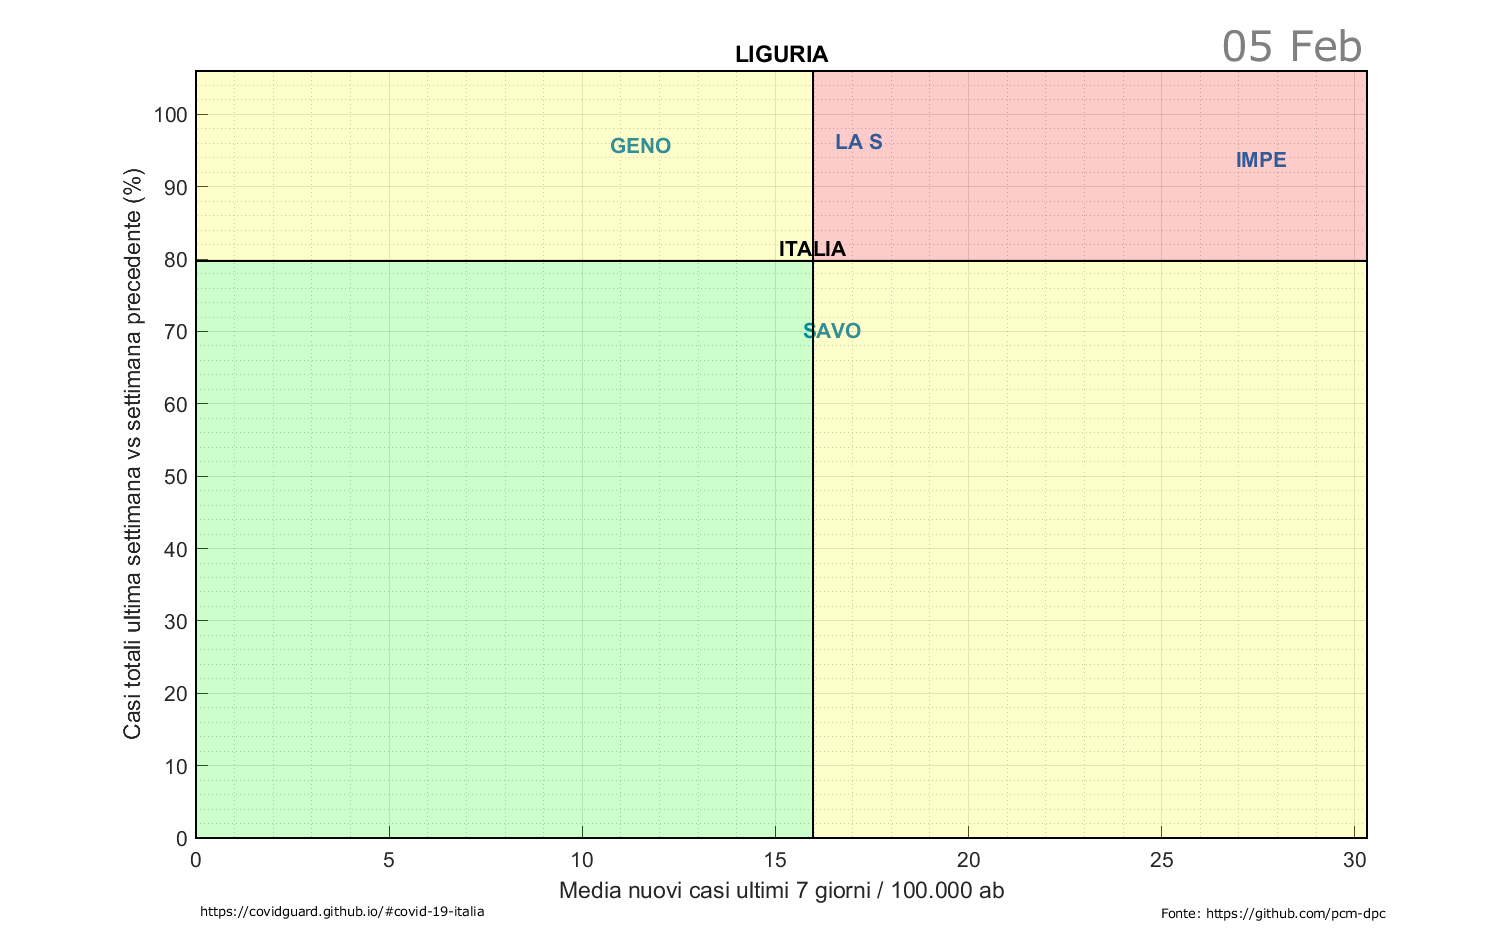 LIGURIA
05 Feb
100
90
80
70
60
50
40
30
20
10
0
Casi totali ultima settimana vs settimana precedente (%)
GENO
LA S
IMPE
ITALIA
SAVO
0 5 10 15 20 25 30
Media nuovi casi ultimi 7 giorni / 100.000 ab
https://covidguard.github.io/#covid-19-italia
Fonte: https://github.com/pcm-dpc